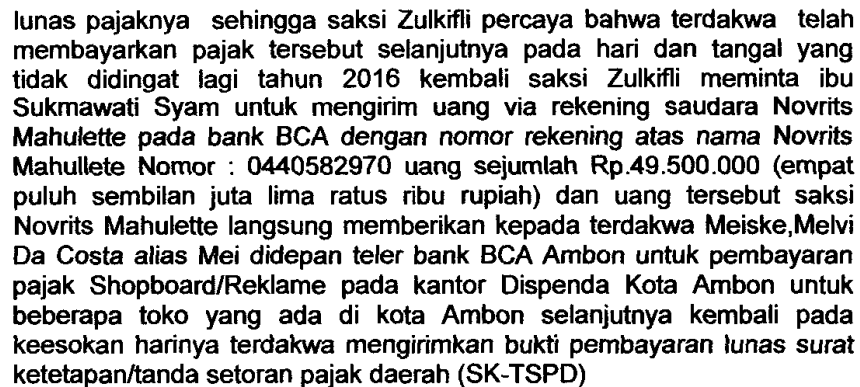 lunas pajaknya sehingga saksi Zulkifli percaya bahwa terdakwa telah
membayarkan pajak tersebut selanjutnya pada hari dan tangal yang
tidak didingat lagi tahun 2016 kembali saksi Zulkifli meminta ibu
Sukmawati Syam untuk mengirim uang via rekening saudara Novrits
Mahulette pada bank BCA dengan nomor rekening atas nama Novrits
Mahullete Nomor : 0440582970 uang sejumlah Rp.49.500.000 (empat
puluh sembilan juta lima ratus ribu rupiah) dan uang tersebut saksi
Novrits Mahulette langsung memberikan kepada terdakwa Meiske,Melvi
Da Costa alias Mei didepan teler bank BCA Ambon untuk pembayaran
pajak Shopboard/Reklame pada kantor Dispenda Kota Ambon untuk
beberapa toko yang ada di kota Ambon selanjutnya kembali pada
keesokan harinya terdakwa mengirimkan bukti pembayaran lunas surat
ketetapan/tanda setoran pajak daerah (SK-TSPD)